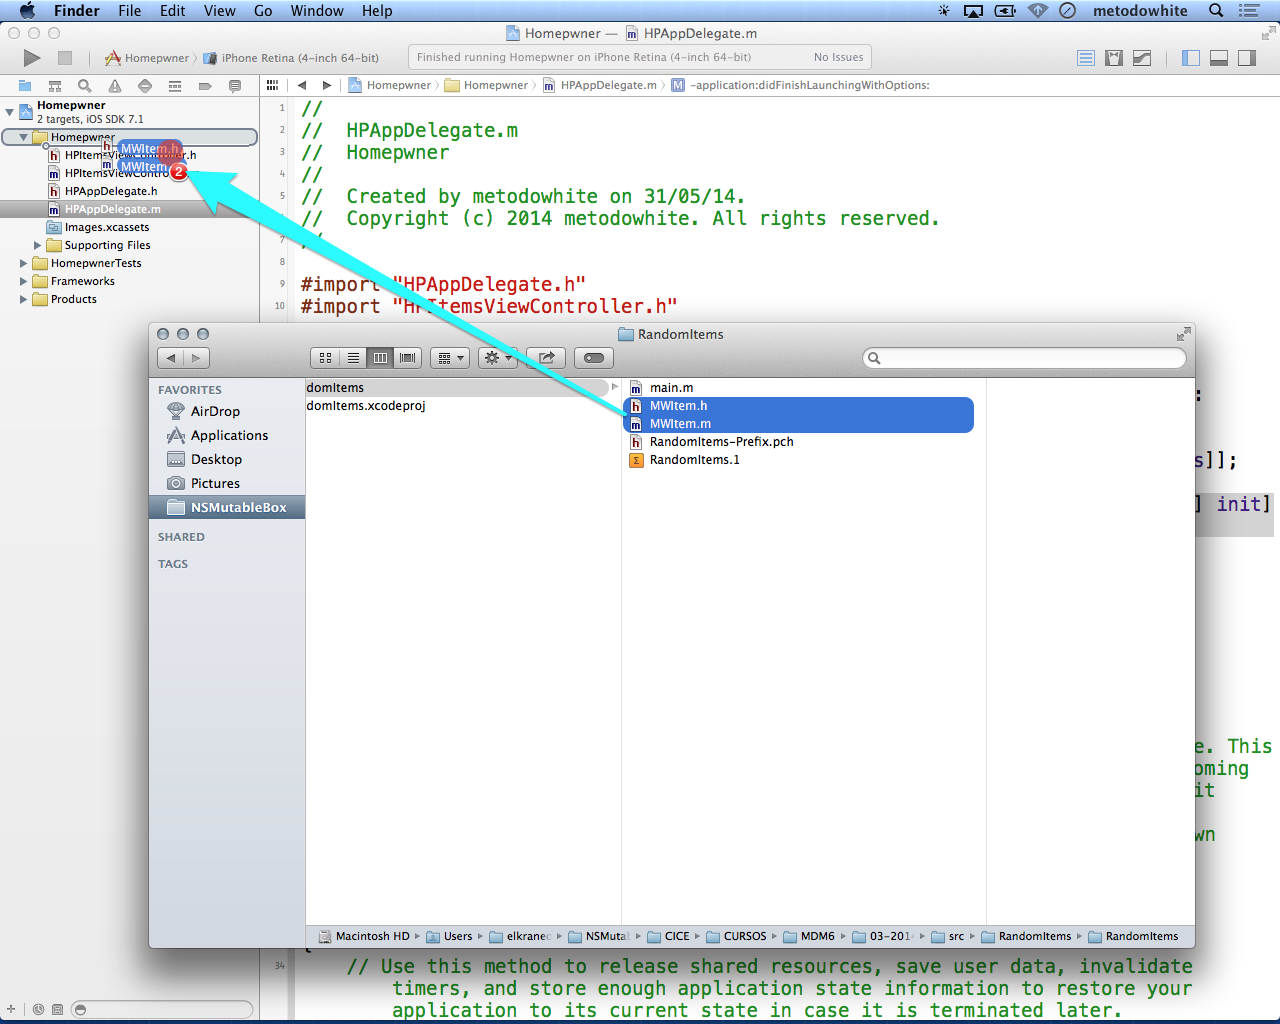 Finder File Edit View Go Window Help metodowhite
Homepwner — HPAppDelegate.m
Homepwner iPhone Retina (4-inch 64-bit)
Finished running Homepwner on iPhone Retina (4-inch 64-bit) No Issues
Homepwner Homepwner HPAppDelegate.m M -application:didFinishLaunchingWithOptions:
Homepwner
2 targets, iOS SDK 7.1
Homepwner
MWItem.h
HPItemsViewController.h
MWItem
2
HPItemsViewCont
HPAppDelegate.h
HPAppDelegate.m
Images.xcassets
Supporting Files
HomepwnerTests
Frameworks
Products
1 //
2 // HPAppDelegate.m
3 // Homepwner
4 //
5 // Created by metodowhite on 31/05/14.
6 // Copyright (c) 2014 metodowhite. All rights reserved.
7 //
8
9 #import "HPAppDelegate.h"
10 #import "HPItemsViewController.h"
RandomItems
FAVORITES
AirDrop
Applications
Desktop
Pictures
NSMutableBox
SHARED
TAGS
domItems
domItems.xcodeproj
main.m
MWItem.h
MWItem.m
RandomItems-Prefix.pch
RandomItems.1
:
s]];
] init]
e. This
oming
it
wn
Macintosh HD Users elkrane NSMuta CICE CURSOS MDM6 03-201 src RandomItems RandomItems
34 // Use this method to release shared resources, save user data, invalidate
timers, and store enough application state information to restore your
application to its current state in case it is terminated later.